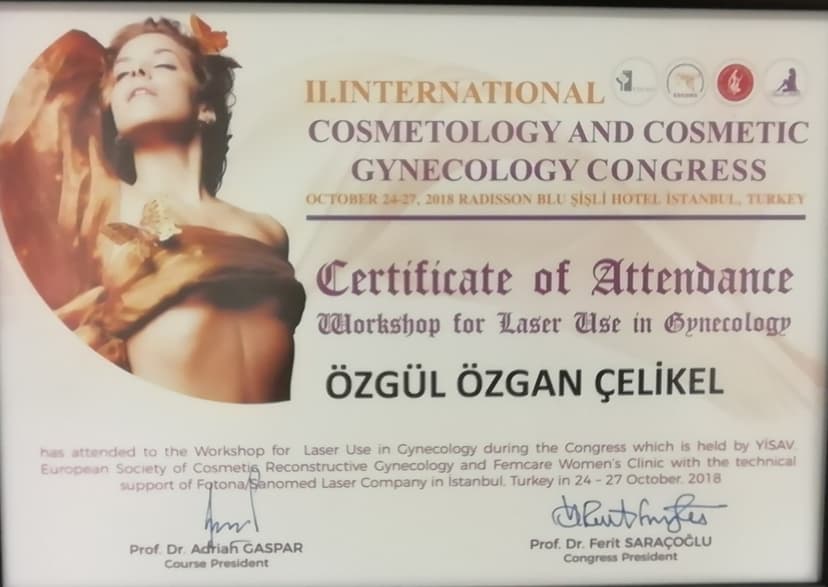 II.INTERNATIONAL
COSMETOLOGY AND COSMETIC
GYNECOLOGY CONGRESS
OCTOBER 24-27, 2018 RADISSON BLU ŞİŞLİ HOTEL İSTANBUL, TURKEY
Certificate of Attendance
Workshop for Laser Use in Gynecology
ÖZGÜL ÖZGAN ÇELİKEL
has attended to the Workshop for Laser Use in Gynecology during the Congress which is held by YİSAV,
European Society of Cosmetic Reconstructive Gynecology and Femcare Women's Clinic with the technical
support of Fotona/Sanomed Laser Company in İstanbul, Turkey in 24 - 27 October, 2018
Prof. Dr. Adrian GASPAR
Course President
Prof. Dr. Ferit SARAÇOĞLU
Congress President